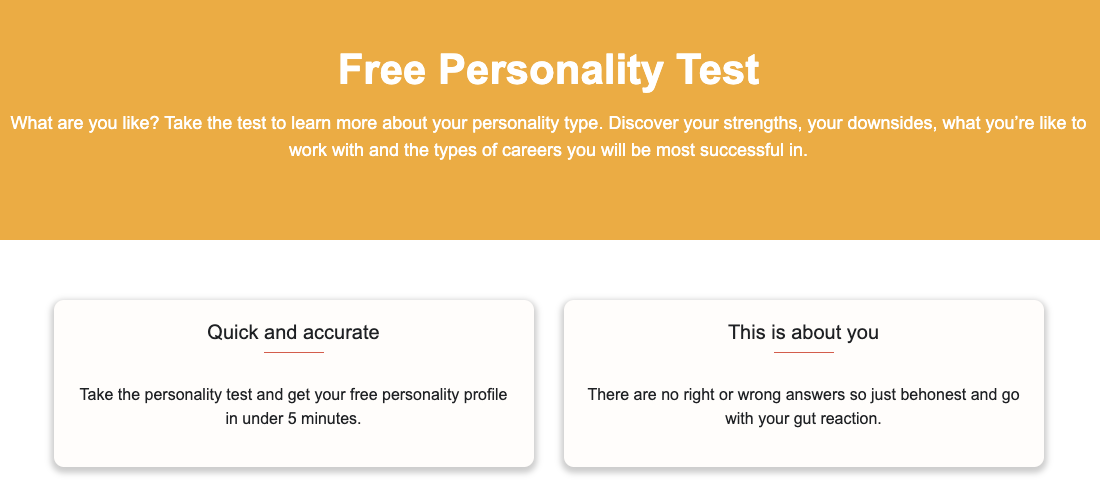 Free Personality Test
What are you like? Take the test to learn more about your personality type. Discover your strengths, your downsides, what you’re like to
work with and the types of careers you will be most successful in.
Quick and accurate
Take the personality test and get your free personality profile
in under 5 minutes.
This is about you
There are no right or wrong answers so just behonest and go
with your gut reaction.